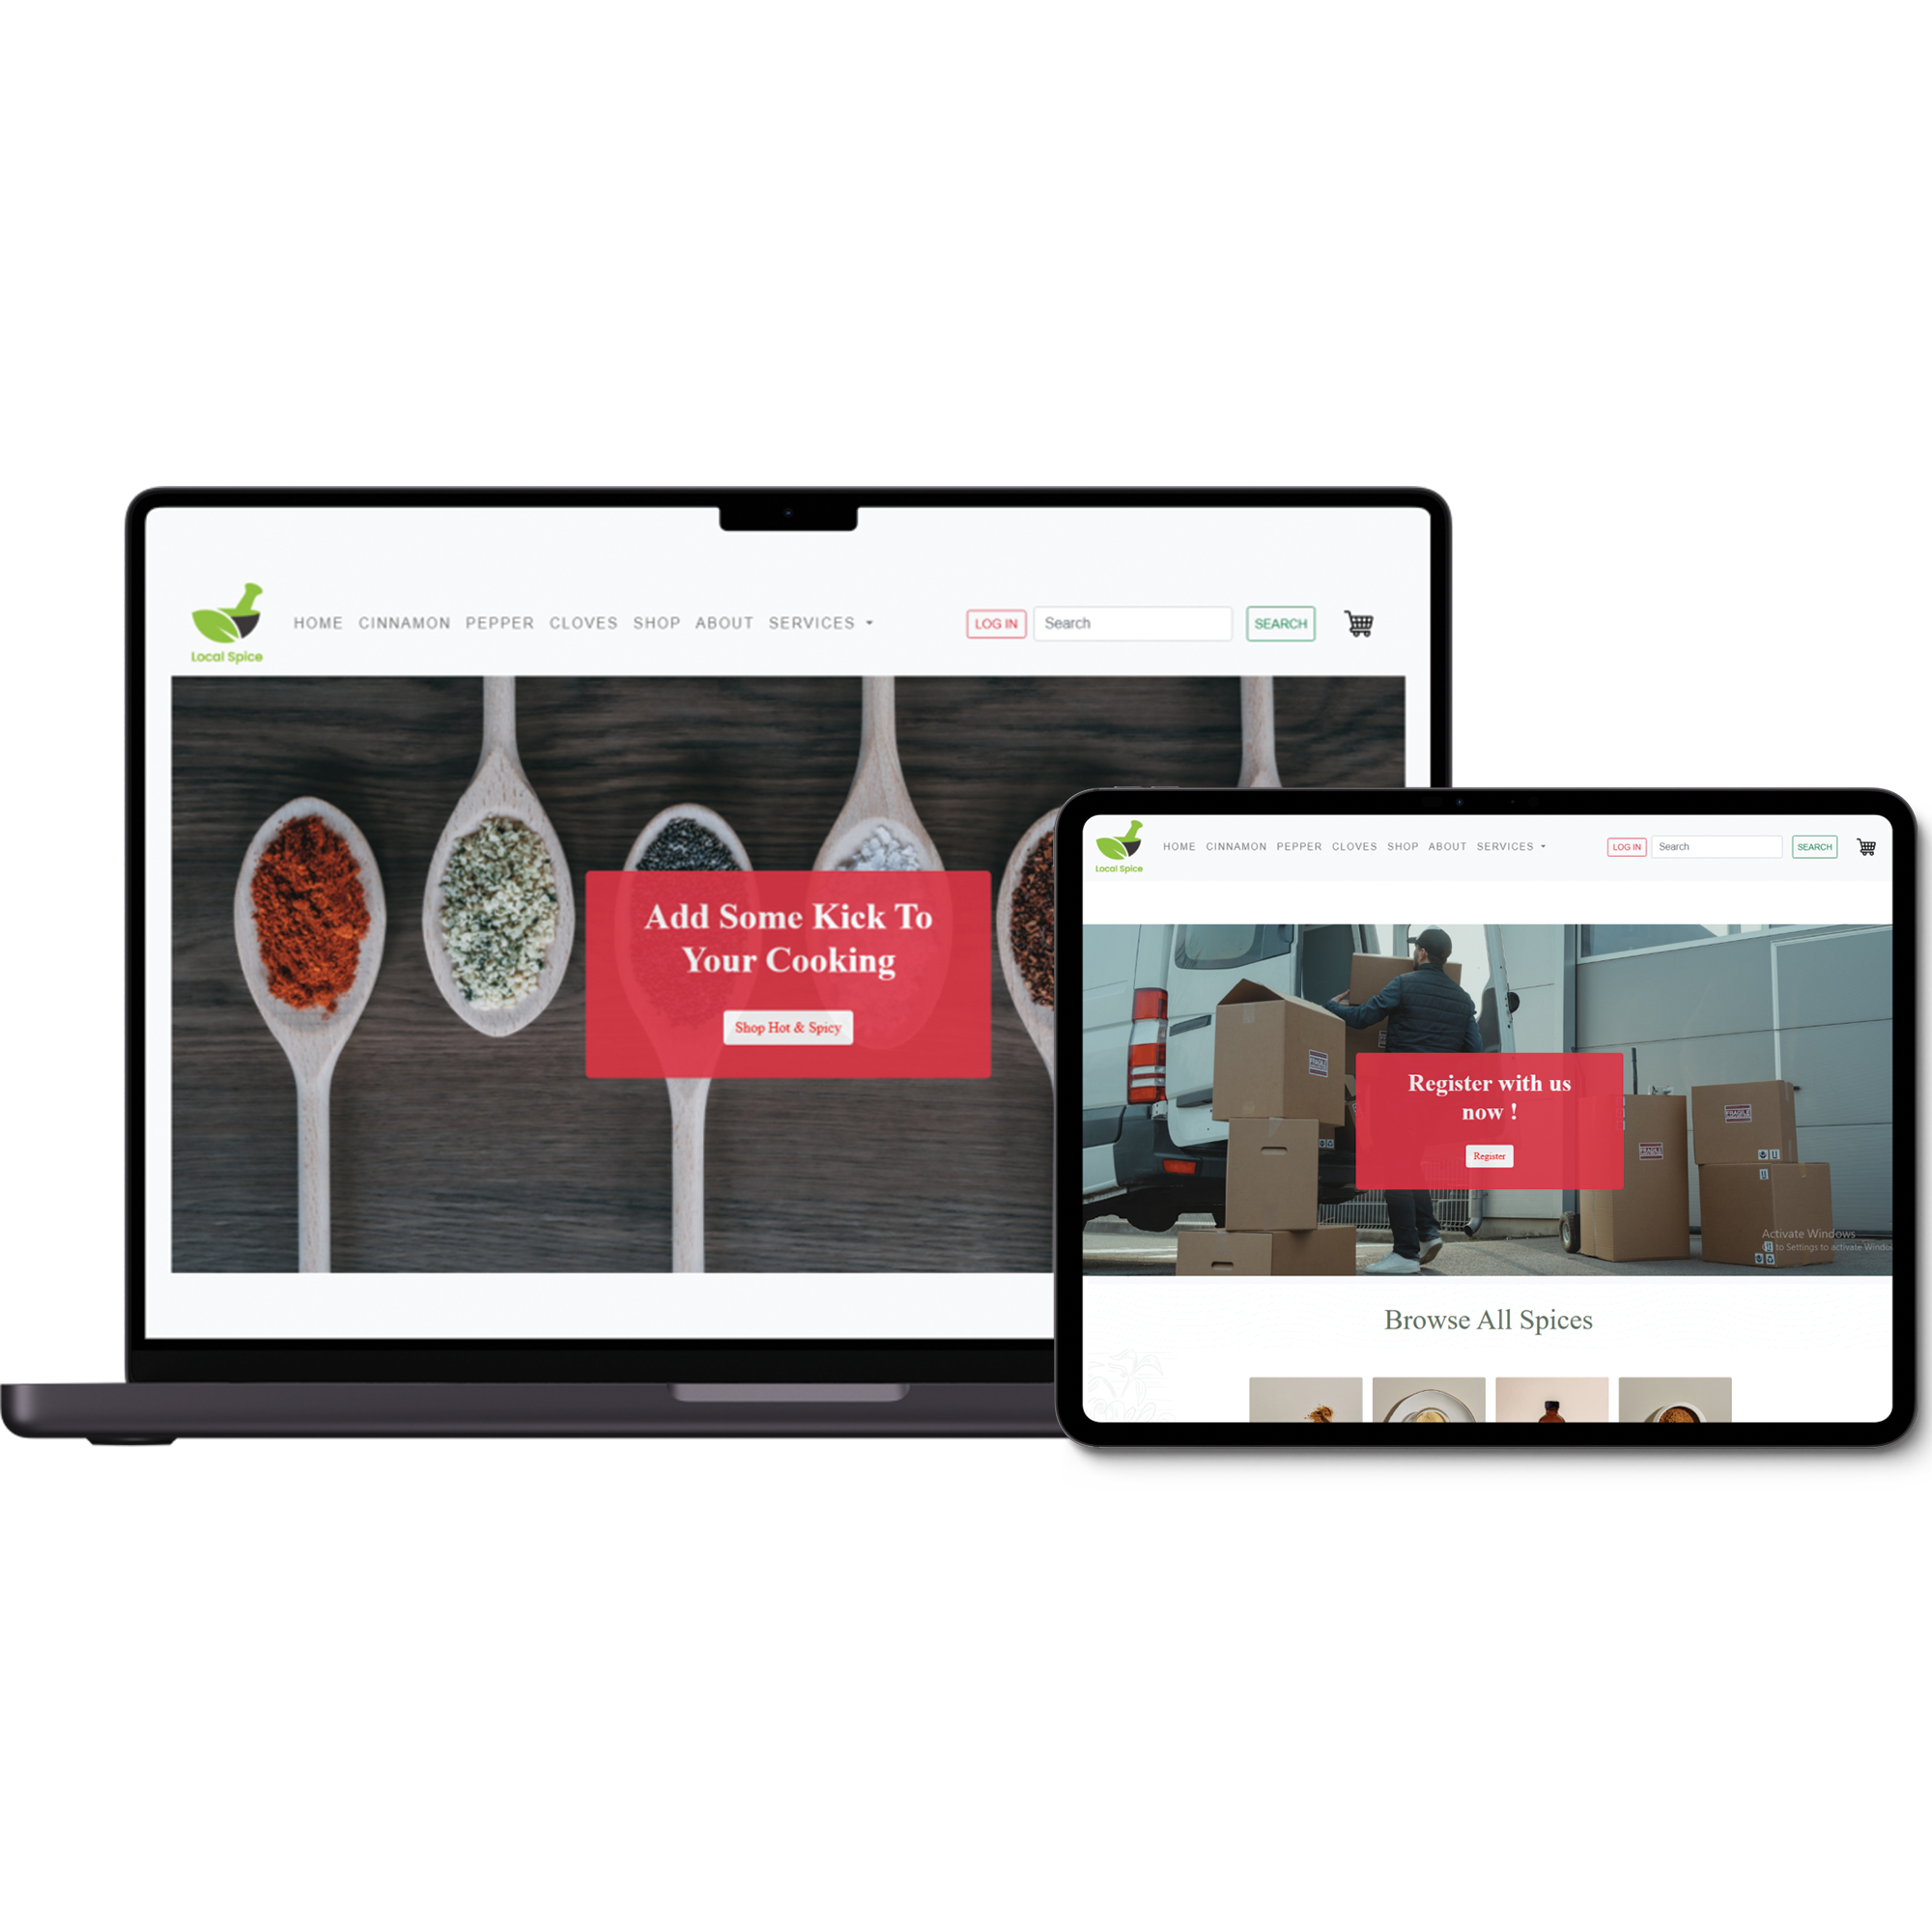 Local Spice
HOME CINNAMON PEPPER CLOVES SHOP ABOUT SERVICES
LOG IN Search SEARCH
Add Some Kick To
Your Cooking
Shop Hot & Spicy
Local Spice
HOME CINNAMON PEPPER CLOVES SHOP ABOUT SERVICES
LOG IN Search SEARCH
Register with us
now !
Register
FRAGILE
FRAGILE
Activate Windows
to Settings to activate Windo
Browse All Spices